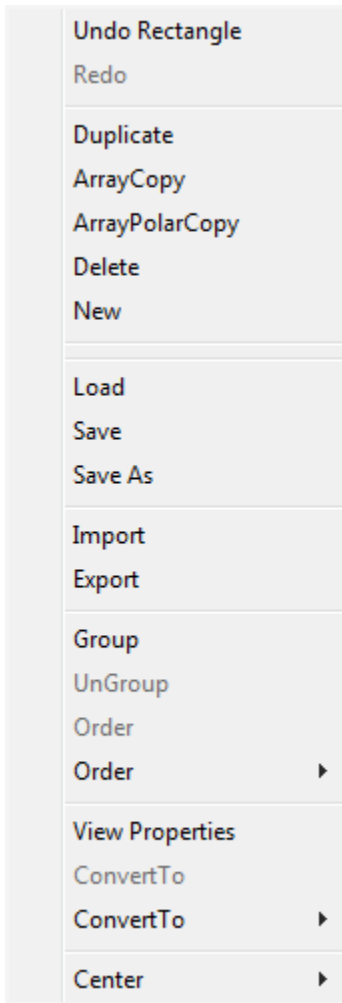 Undo Rectangle
Redo
Duplicate
ArrayCopy
ArrayPolarCopy
Delete
New
Load
Save
Save As
Import
Export
Group
UnGroup
Order
Order
View Properties
ConvertTo
ConvertTo
Center